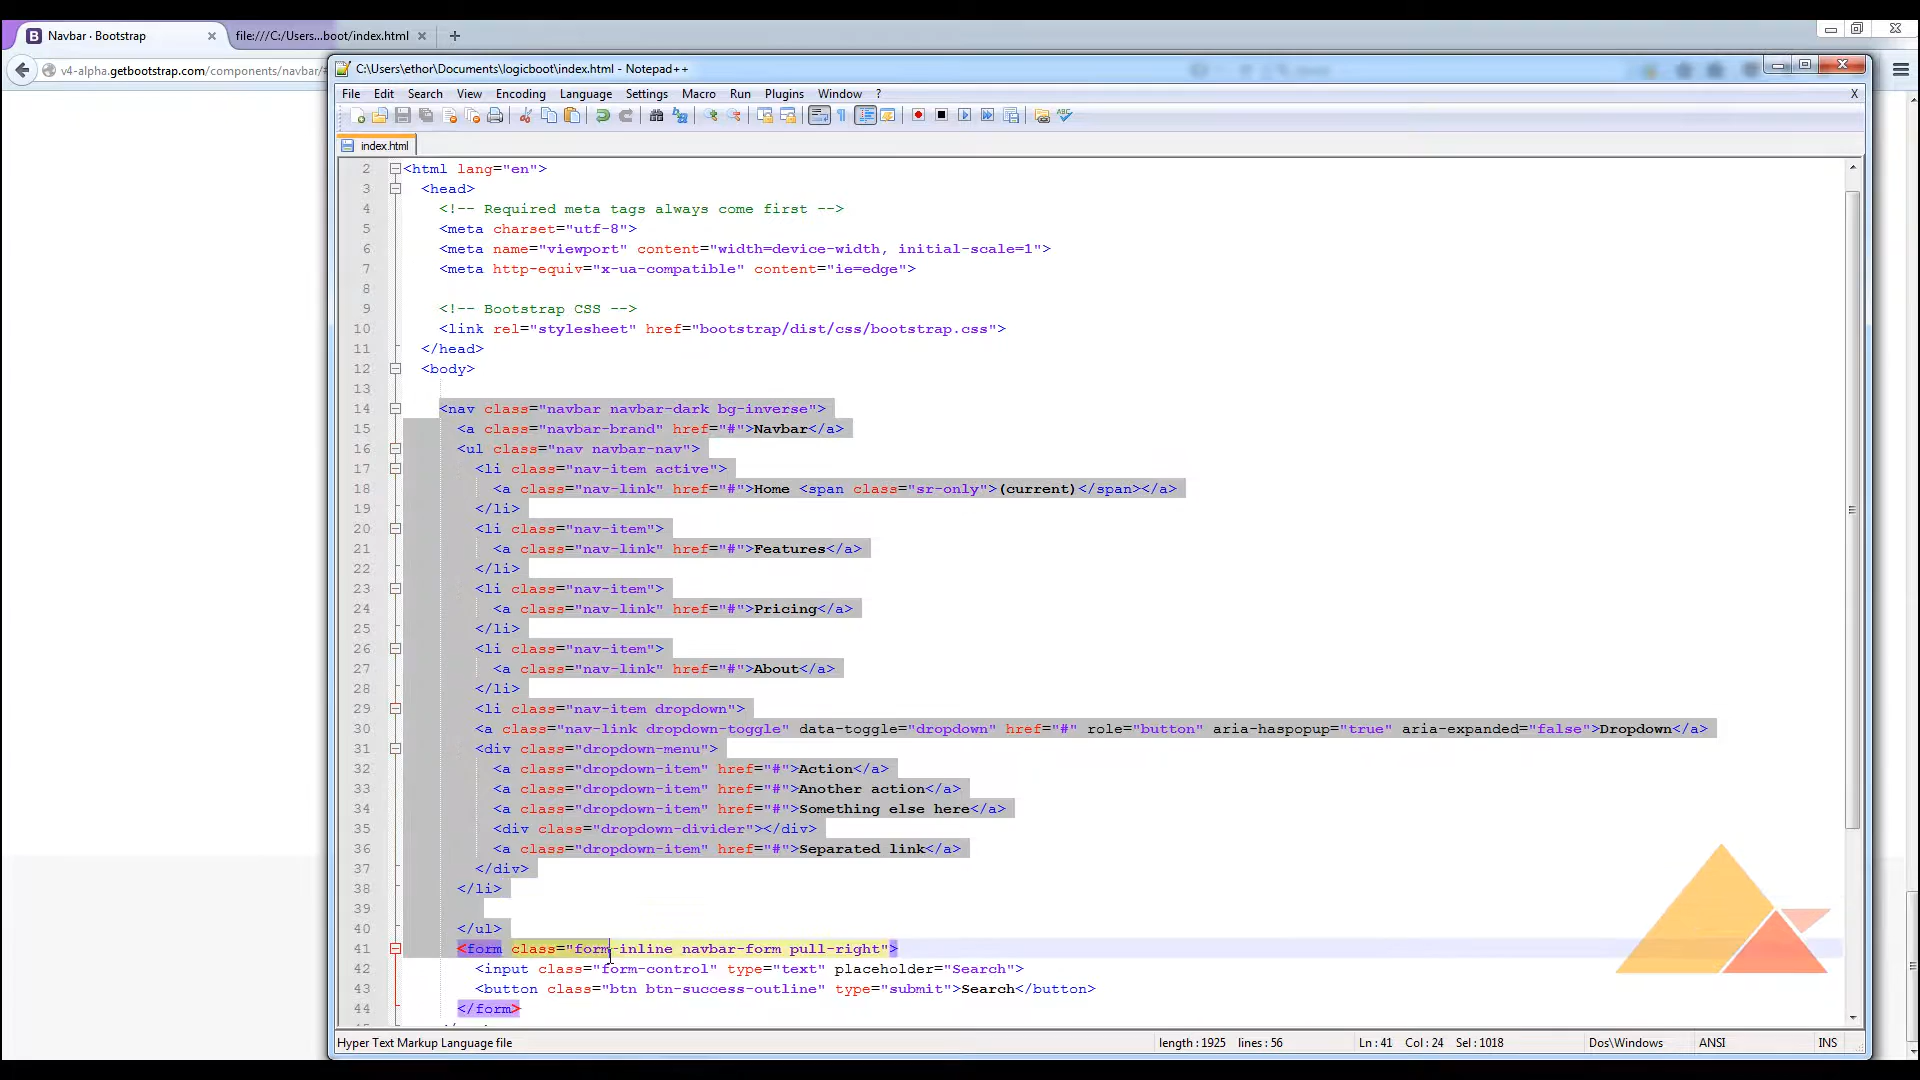 Navbar · Bootstrap
file:///C:/Users...boot/index.html
v4-alpha.getbootstrap.com/components/navbar/#
C:\Users\ethor\Documents\logicboot\index.html - Notepad++
File Edit Search View Encoding Language Settings Macro Run Plugins Window ? X
index.html
2 <html lang="en">
3 <head>
4 <!-- Required meta tags always come first -->
5 <meta charset="utf-8">
6 <meta name="viewport" content="width=device-width, initial-scale=1">
7 <meta http-equiv="x-ua-compatible" content="ie=edge">
8
9 <!-- Bootstrap CSS -->
10 <link rel="stylesheet" href="bootstrap/dist/css/bootstrap.css">
11 </head>
12 <body>
13
14 <nav class="navbar navbar-dark bg-inverse">
15 <a class="navbar-brand" href="#">Navbar</a>
16 <ul class="nav navbar-nav">
17 <li class="nav-item active">
18 <a class="nav-link" href="#">Home <span class="sr-only">(current)</span></a>
19 </li>
20 <li class="nav-item">
21 <a class="nav-link" href="#">Features</a>
22 </li>
23 <li class="nav-item">
24 <a class="nav-link" href="#">Pricing</a>
25 </li>
26 <li class="nav-item">
27 <a class="nav-link" href="#">About</a>
28 </li>
29 <li class="nav-item dropdown">
30 <a class="nav-link dropdown-toggle" data-toggle="dropdown" href="#" role="button" aria-haspopup="true" aria-expanded="false">Dropdown</a>
31 <div class="dropdown-menu">
32 <a class="dropdown-item" href="#">Action</a>
33 <a class="dropdown-item" href="#">Another action</a>
34 <a class="dropdown-item" href="#">Something else here</a>
35 <div class="dropdown-divider"></div>
36 <a class="dropdown-item" href="#">Separated link</a>
37 </div>
38 </li>
39
40 </ul>
41 <form class="form-inline navbar-form pull-right">
42 <input class="form-control" type="text" placeholder="Search">
43 <button class="btn btn-success-outline" type="submit">Search</button>
44 </form>
Hyper Text Markup Language file length : 1925 lines : 56 Ln : 41 Col : 24 Sel : 1018 Dos\Windows ANSI INS